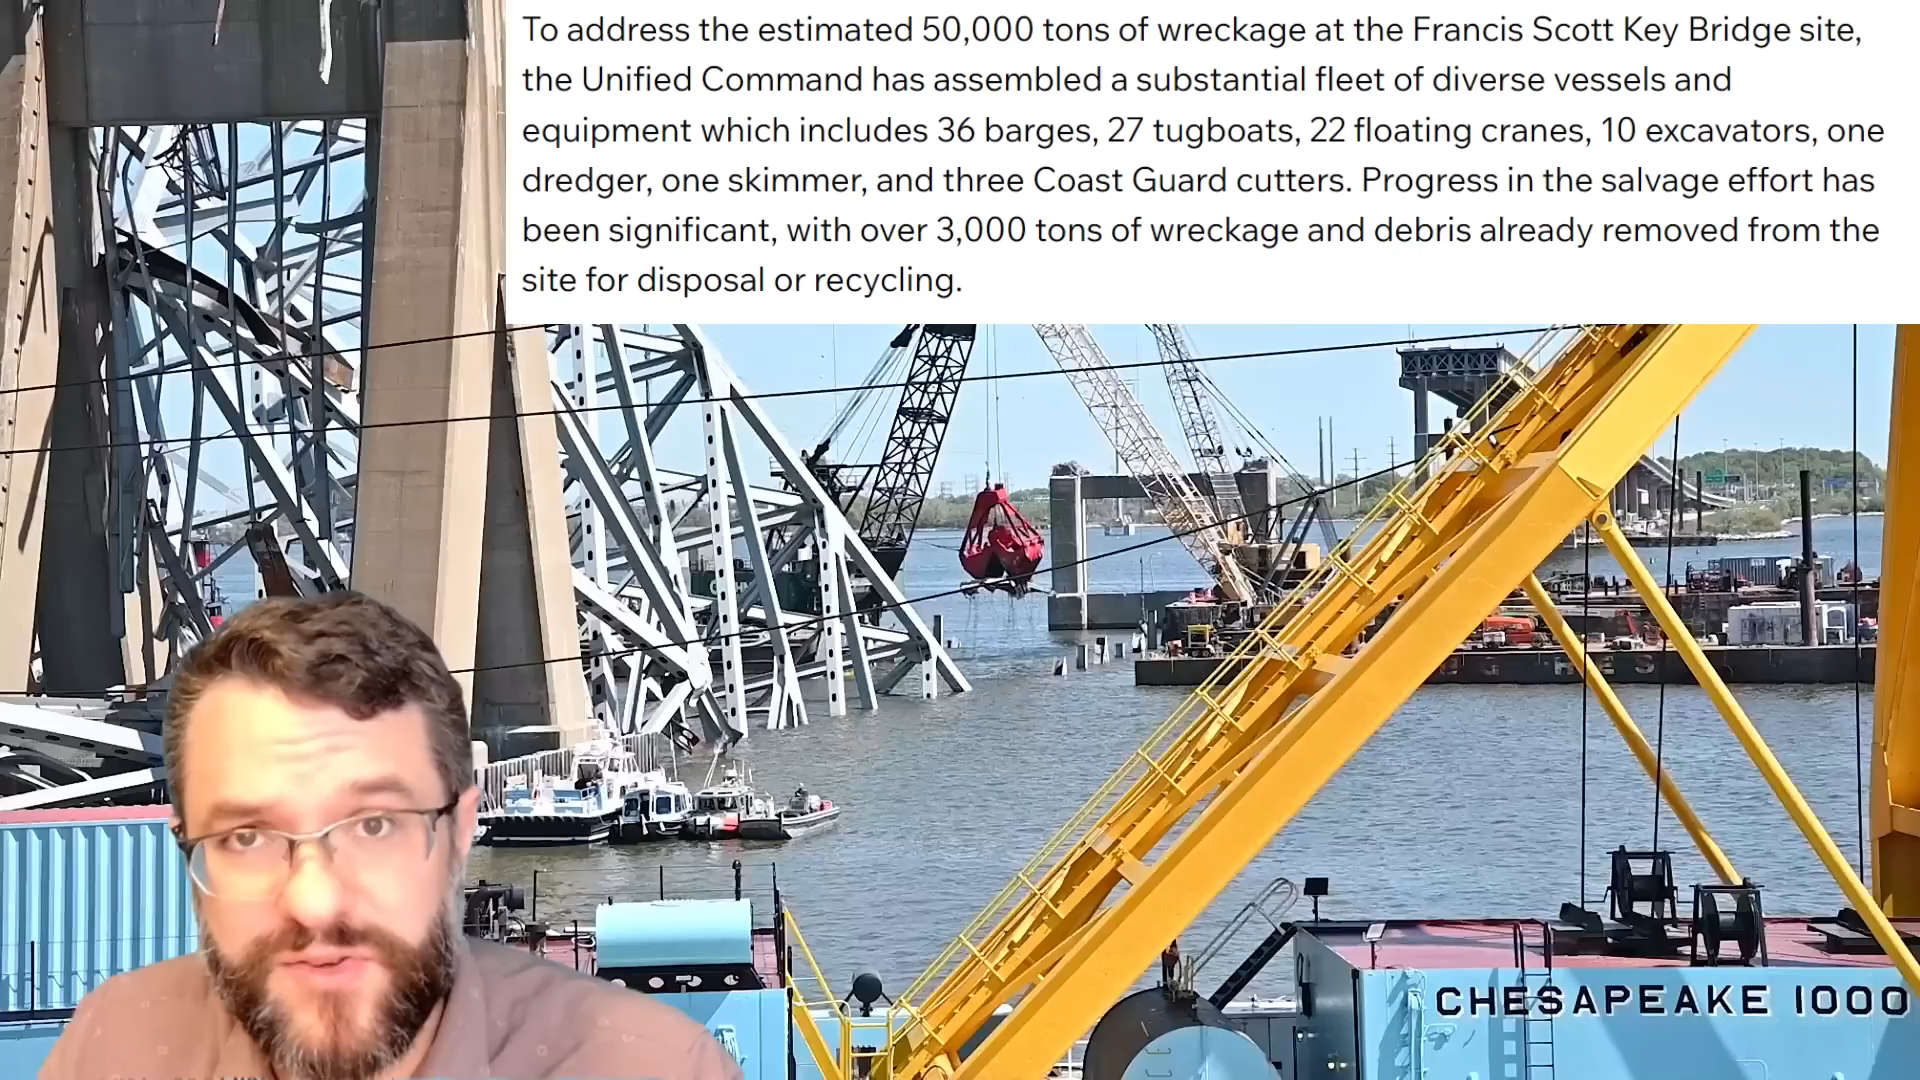 To address the estimated 50,000 tons of wreckage at the Francis Scott Key Bridge site,
the Unified Command has assembled a substantial fleet of diverse vessels and
equipment which includes 36 barges, 27 tugboats, 22 floating cranes, 10 excavators, one
dredger, one skimmer, and three Coast Guard cutters. Progress in the salvage effort has
been significant, with over 3,000 tons of wreckage and debris already removed from the
site for disposal or recycling.
CHESAPEAKE 1000